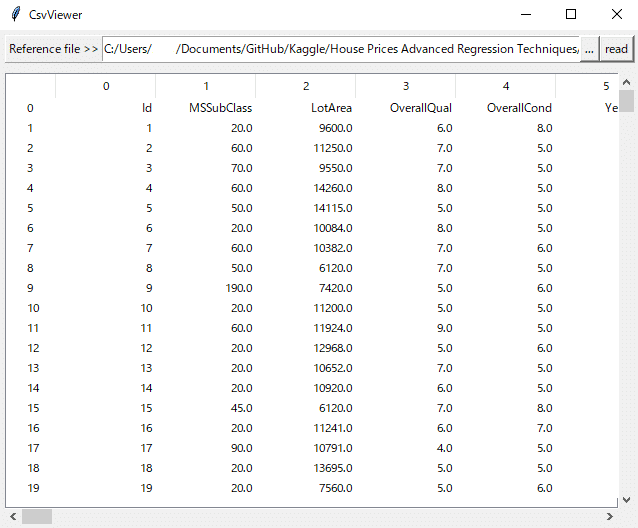 CsvViewer
Reference file >> C:/Users/ /Documents/GitHub/Kaggle/House Prices Advanced Regression Techniques/ ... read
0 1 2 3 4 5
0 Id MSSubClass LotArea OverallQual OverallCond Ye
1 1 20.0 9600.0 6.0 8.0
2 2 60.0 11250.0 7.0 5.0
3 3 70.0 9550.0 7.0 5.0
4 4 60.0 14260.0 8.0 5.0
5 5 50.0 14115.0 5.0 5.0
6 6 20.0 10084.0 8.0 5.0
7 7 60.0 10382.0 7.0 6.0
8 8 50.0 6120.0 7.0 5.0
9 9 190.0 7420.0 5.0 6.0
10 10 20.0 11200.0 5.0 5.0
11 11 60.0 11924.0 9.0 5.0
12 12 20.0 12968.0 5.0 6.0
13 13 20.0 10652.0 7.0 5.0
14 14 20.0 10920.0 6.0 5.0
15 15 45.0 6120.0 7.0 8.0
16 16 20.0 11241.0 6.0 7.0
17 17 90.0 10791.0 4.0 5.0
18 18 20.0 13695.0 5.0 5.0
19 19 20.0 7560.0 5.0 6.0